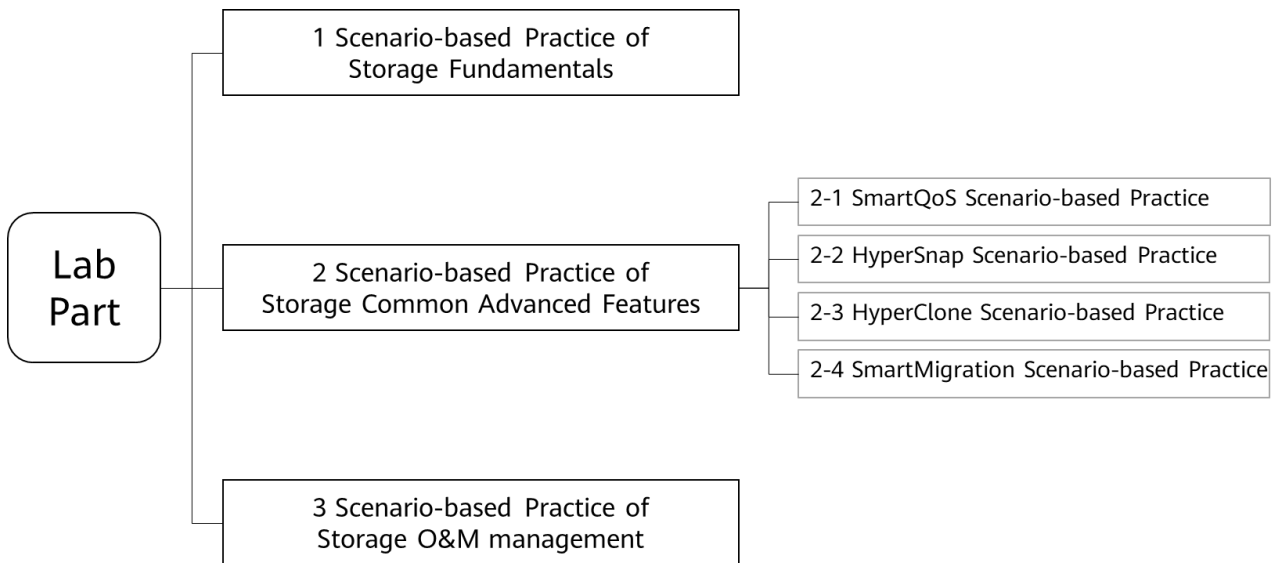 Lab
Part
1 Scenario-based Practice of
Storage Fundamentals
2 Scenario-based Practice of
Storage Common Advanced Features
2-1 SmartQoS Scenario-based Practice
2-2 HyperSnap Scenario-based Practice
2-3 HyperClone Scenario-based Practice
2-4 SmartMigration Scenario-based Practice
3 Scenario-based Practice of
Storage O&M management